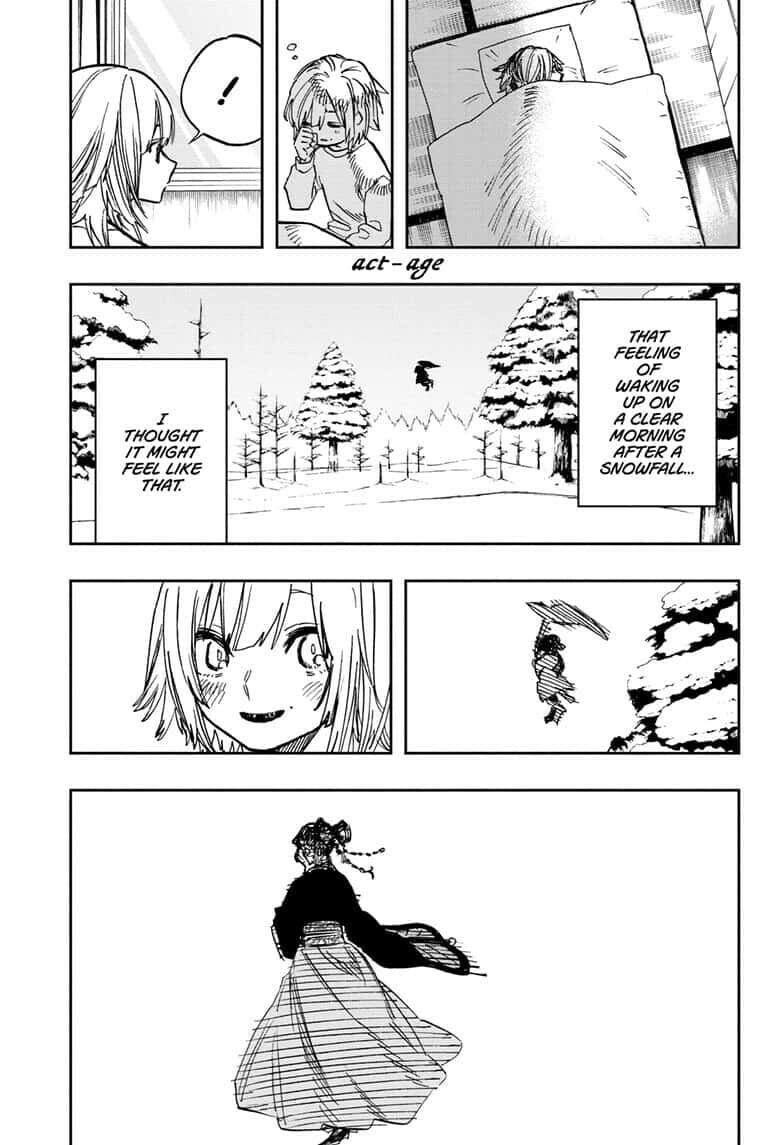 !
act-age
THAT
FEELING
OF
WAKING
UP ON
A CLEAR
MORNING
AFTER A
SNOWFALL...
I
THOUGHT
IT MIGHT
FEEL LIKE
THAT.